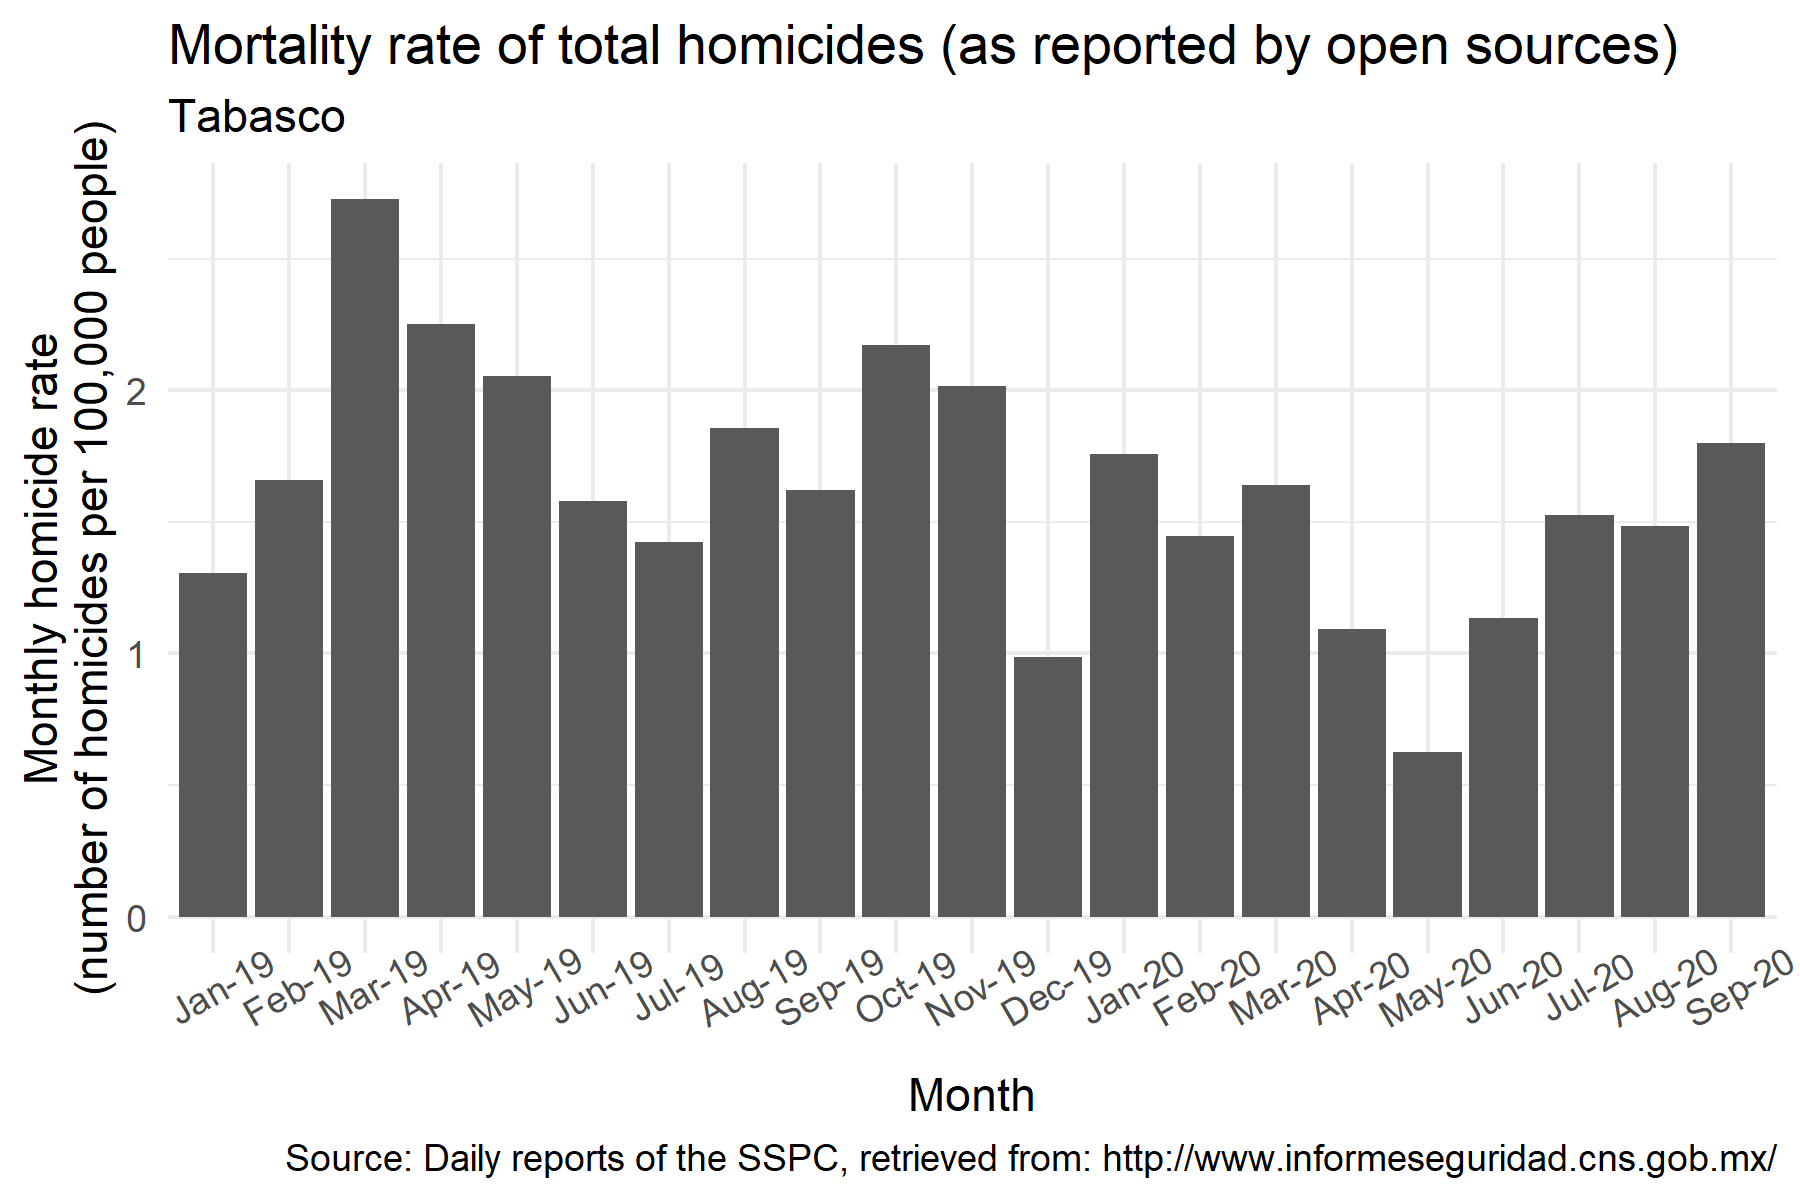 Mortality rate of total homicides (as reported by open sources)
Tabasco
Monthly homicide rate
(number of homicides per 100,000 people)
2
1
0
Jan-19
Feb-19
Mar-19
Apr-19
May-19
Jun-19
Jul-19
Aug-19
Sep-19
Oct-19
Nov-19
Dec-19
Jan-20
Feb-20
Mar-20
Apr-20
May-20
Jun-20
Jul-20
Aug-20
Sep-20
Month
Source: Daily reports of the SSPC, retrieved from: http://www.informeseguridad.cns.gob.mx/